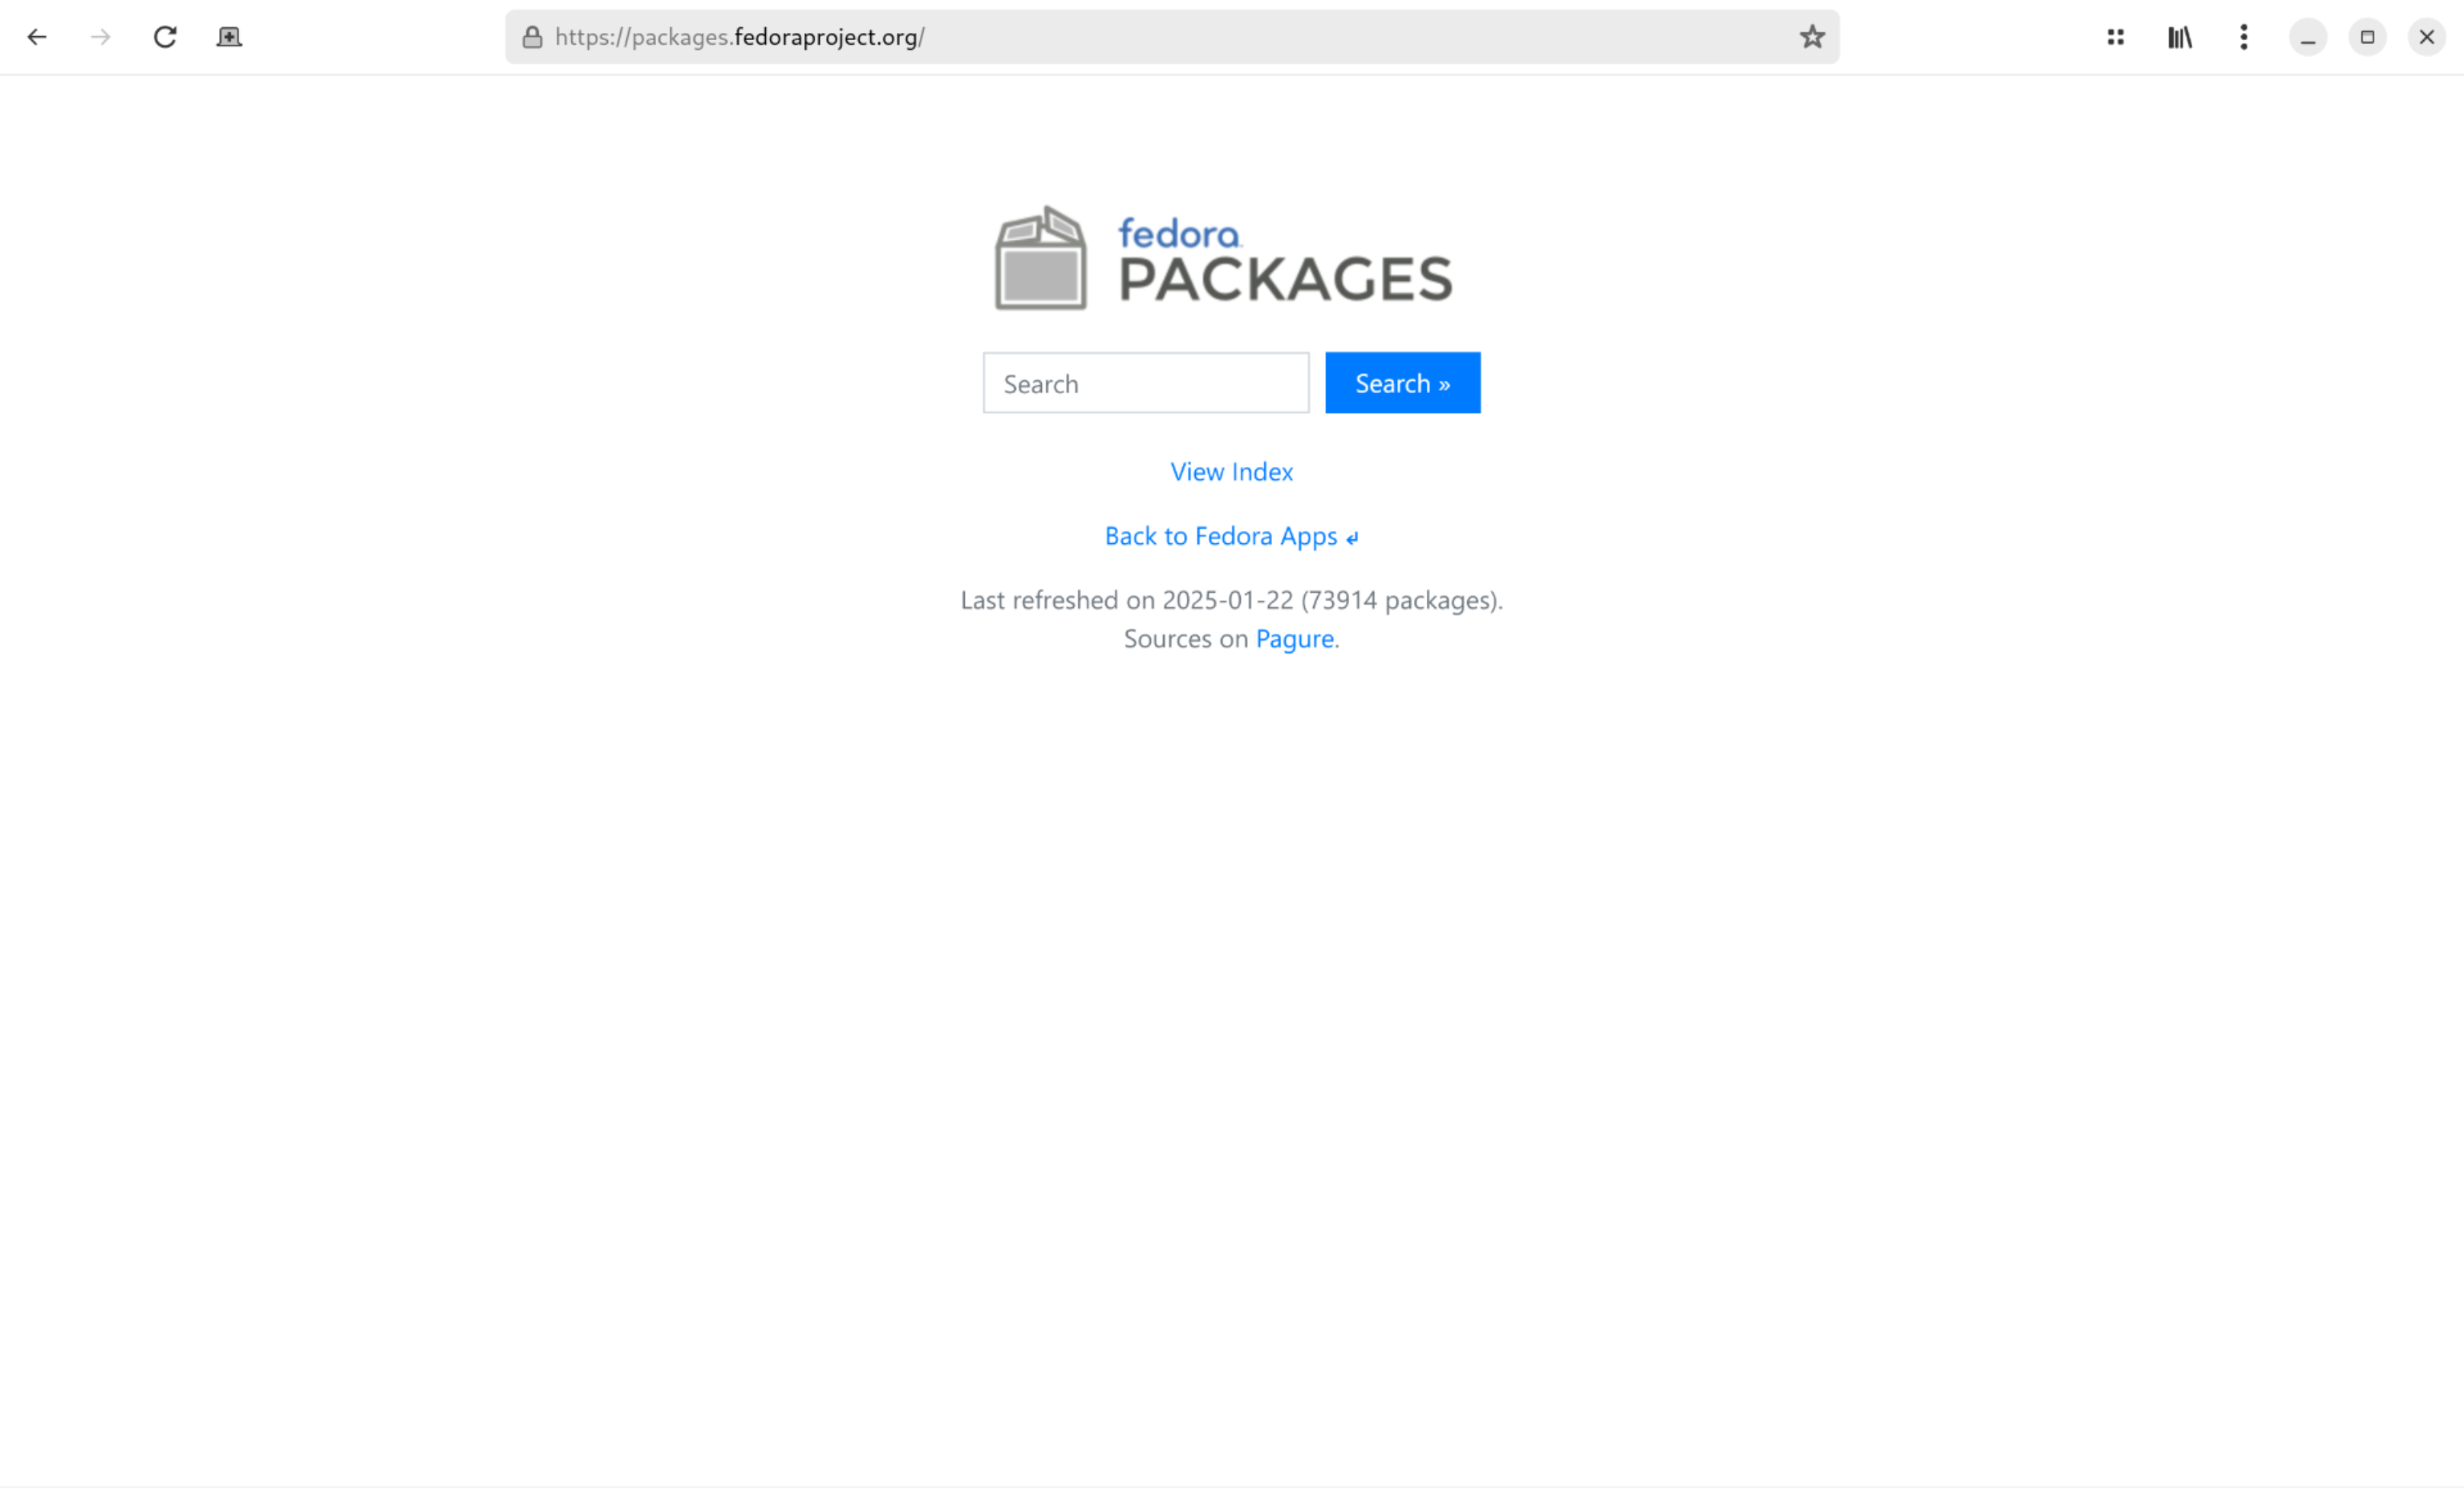 https://packages.fedoraproject.org/
fedora
PACKAGES
Search
Search »
View Index
Back to Fedora Apps ↲
Last refreshed on 2025-01-22 (73914 packages).
Sources on Pagure.